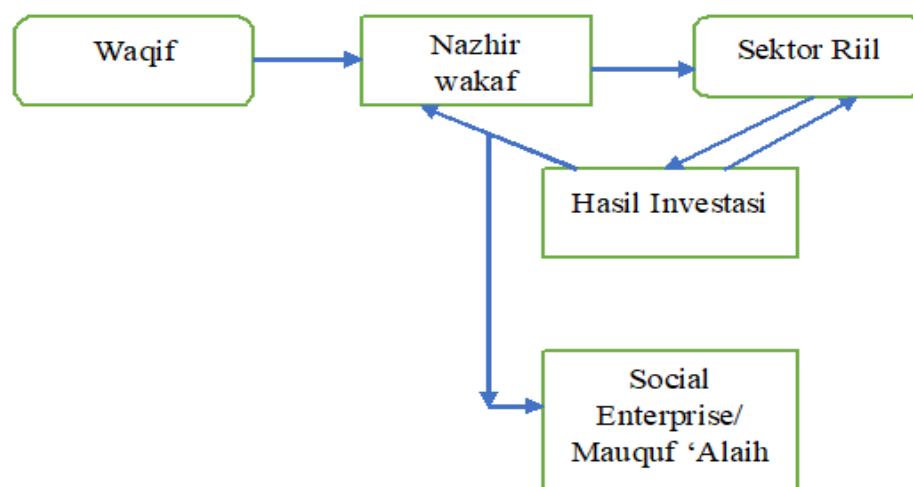 Waqif
Nazhir
wakaf
Sektor Riil
Hasil Investasi
Social
Enterprise/
Mauquf ‘Alaih